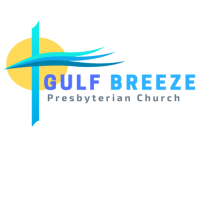 GULF BREEZE
Presbyterian Church